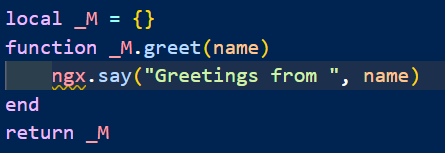 local _M = {}
function _M.greet(name)
    ngx.say("Greetings from ", name)
end
return _M